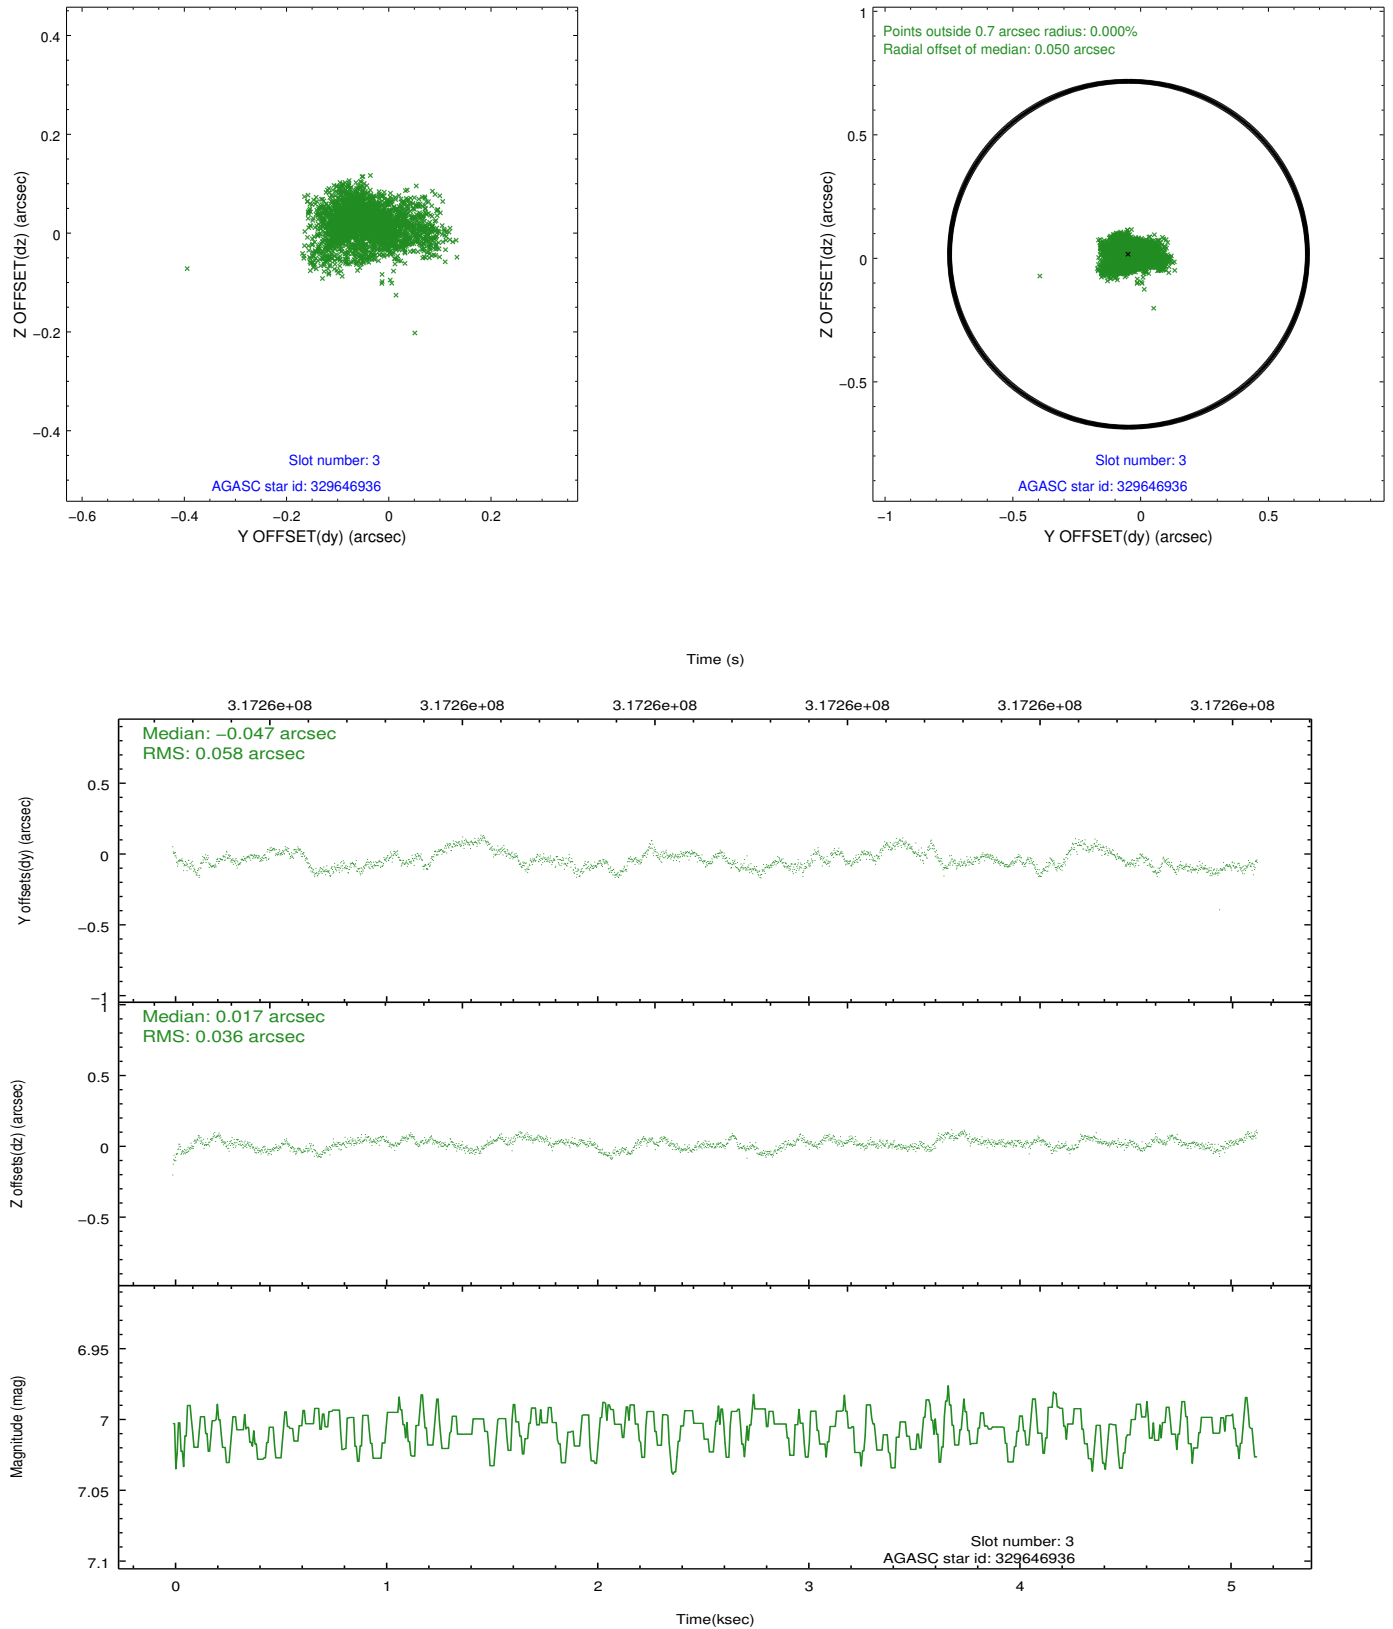 0.4
0.2
0
−0.2
−0.4
Z OFFSET(dz) (arcsec)
Slot number: 3
AGASC star id: 329646936
−0.6
−0.4
−0.2
0
0.2
Y OFFSET(dy) (arcsec)
1
0.5
0
−0.5
Z OFFSET(dz) (arcsec)
Points outside 0.7 arcsec radius: 0.000%
Radial offset of median: 0.050 arcsec
Slot number: 3
AGASC star id: 329646936
−1
−0.5
0
0.5
Y OFFSET(dy) (arcsec)
Time (s)
3.1726e+08
3.1726e+08
3.1726e+08
3.1726e+08
3.1726e+08
3.1726e+08
Median: −0.047 arcsec
RMS: 0.058 arcsec
0.5
0
−0.5
−1
Y offsets(dy) (arcsec)
Median: 0.017 arcsec
RMS: 0.036 arcsec
1
0.5
0
−0.5
Z offsets(dz) (arcsec)
6.95
7
7.05
7.1
Magnitude (mag)
Slot number: 3
AGASC star id: 329646936
0
1
2
3
4
5
Time(ksec)